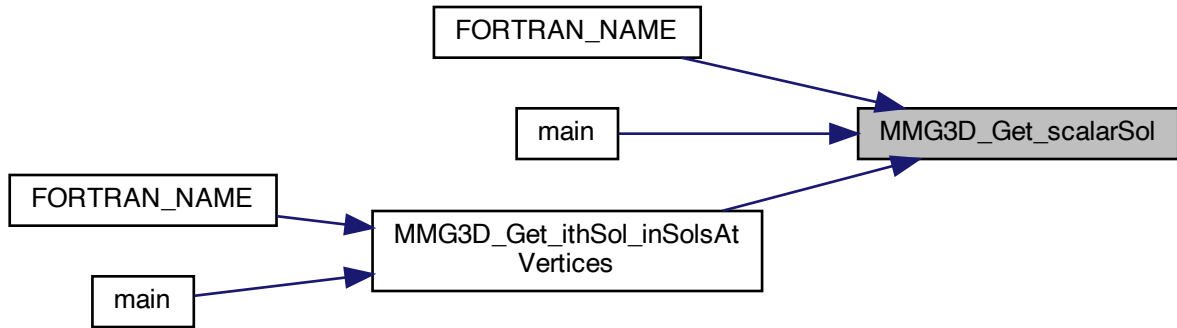 FORTRAN_NAME
main
MMG3D_Get_scalarSol
FORTRAN_NAME
MMG3D_Get_ithSol_inSolsAt
Vertices
main